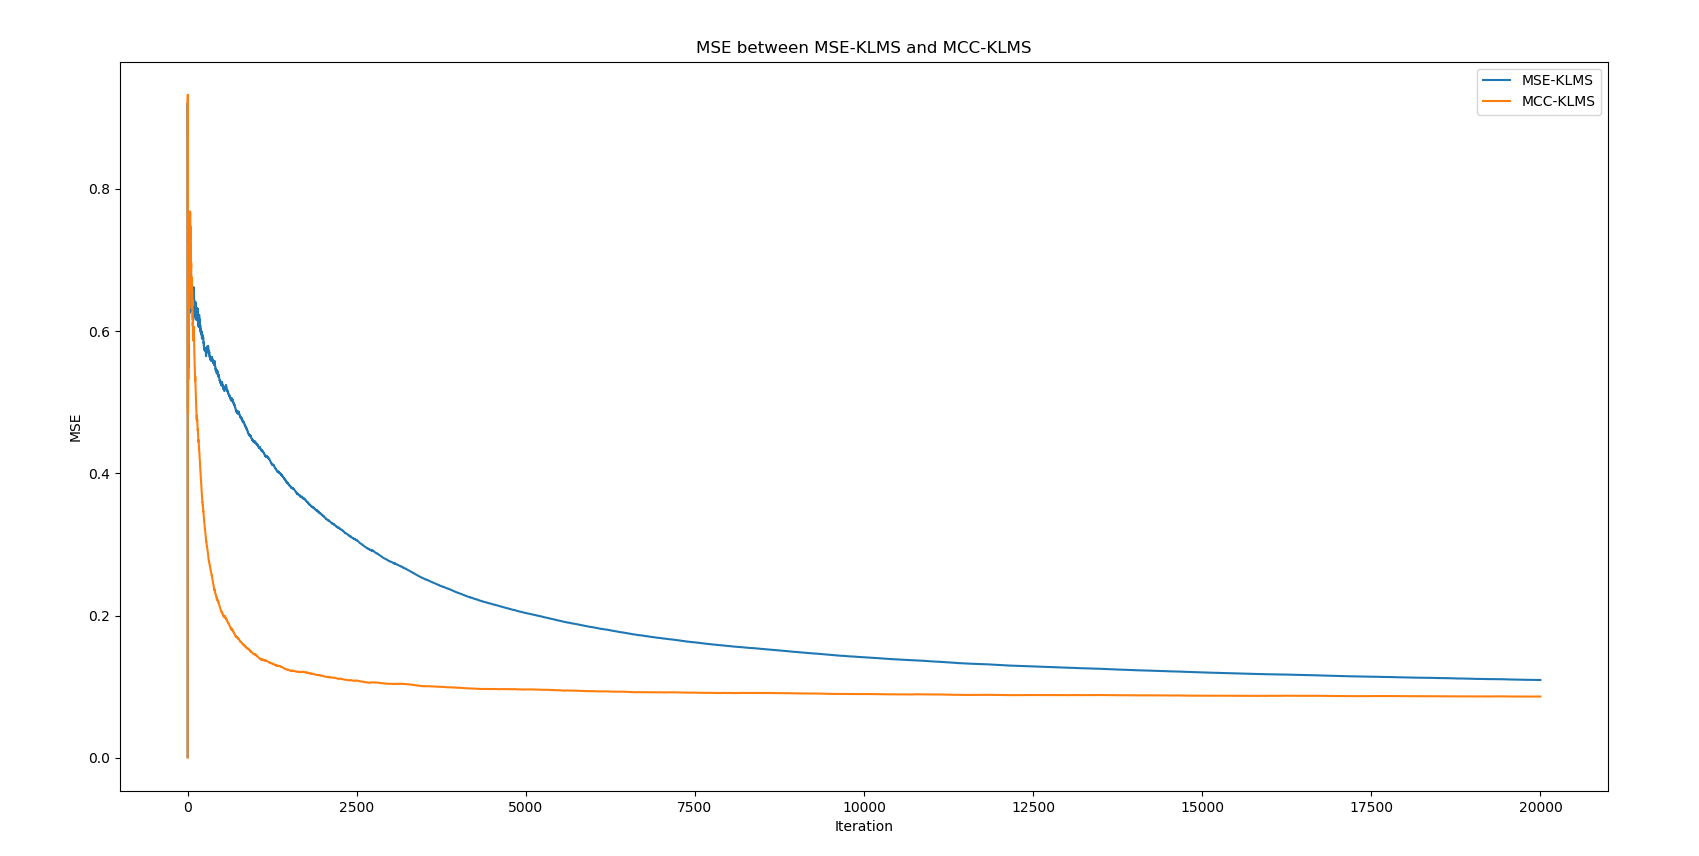 MSE between MSE-KLMS and MCC-KLMS
MSE-KLMS
MCC-KLMS
0.8
0.6
0.4
0.2
0.0
MSE
0 2500 5000 7500 10000 12500 15000 17500 20000
Iteration